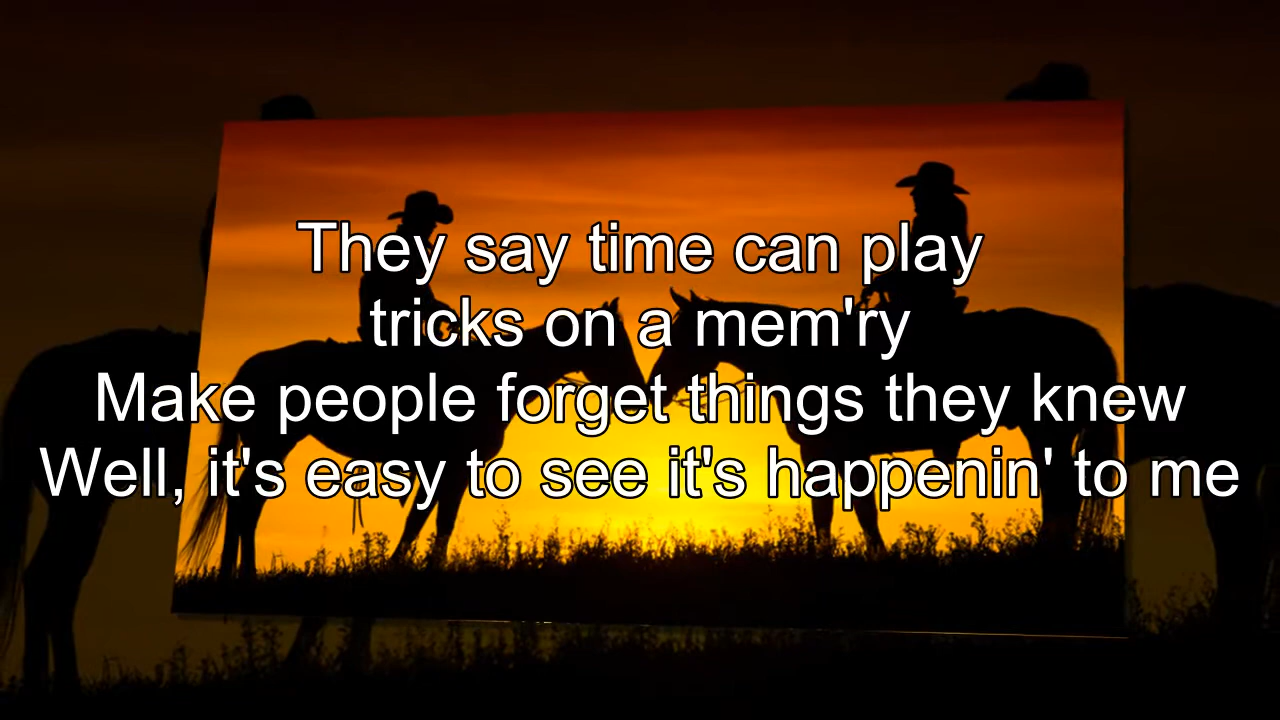 They say time can play
tricks on a mem'ry
Make people forget things they knew
Well, it's easy to see it's happenin' to me